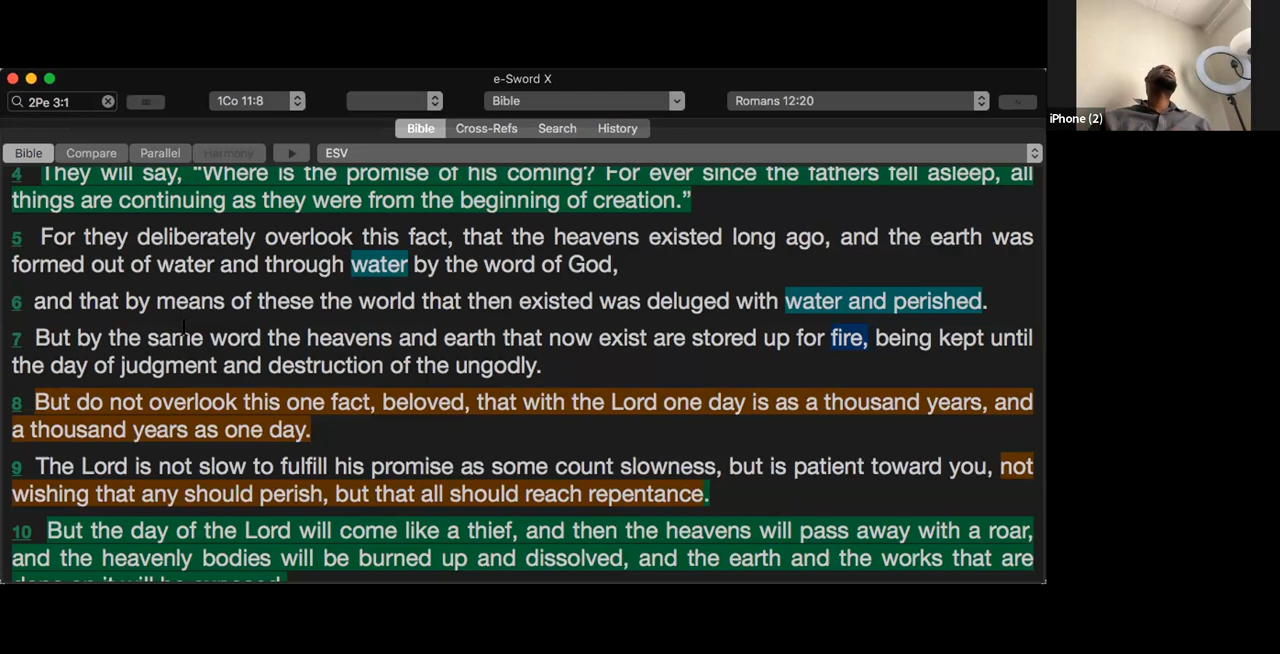 e-Sword X
2Pe 3:1
1Co 11:8
Bible
Romans 12:20
iPhone (2)
Bible Cross-Refs Search History
Bible Compare Parallel Harmony ESV
4 They will say, “Where is the promise of his coming? For ever since the fathers fell asleep, all
things are continuing as they were from the beginning of creation.”
5 For they deliberately overlook this fact, that the heavens existed long ago, and the earth was
formed out of water and through water by the word of God,
6 and that by means of these the world that then existed was deluged with water and perished.
7 But by the same word the heavens and earth that now exist are stored up for fire, being kept until
the day of judgment and destruction of the ungodly.
8 But do not overlook this one fact, beloved, that with the Lord one day is as a thousand years, and
a thousand years as one day.
9 The Lord is not slow to fulfill his promise as some count slowness, but is patient toward you, not
wishing that any should perish, but that all should reach repentance.
10 But the day of the Lord will come like a thief, and then the heavens will pass away with a roar,
and the heavenly bodies will be burned up and dissolved, and the earth and the works that are
done on it will be exposed.